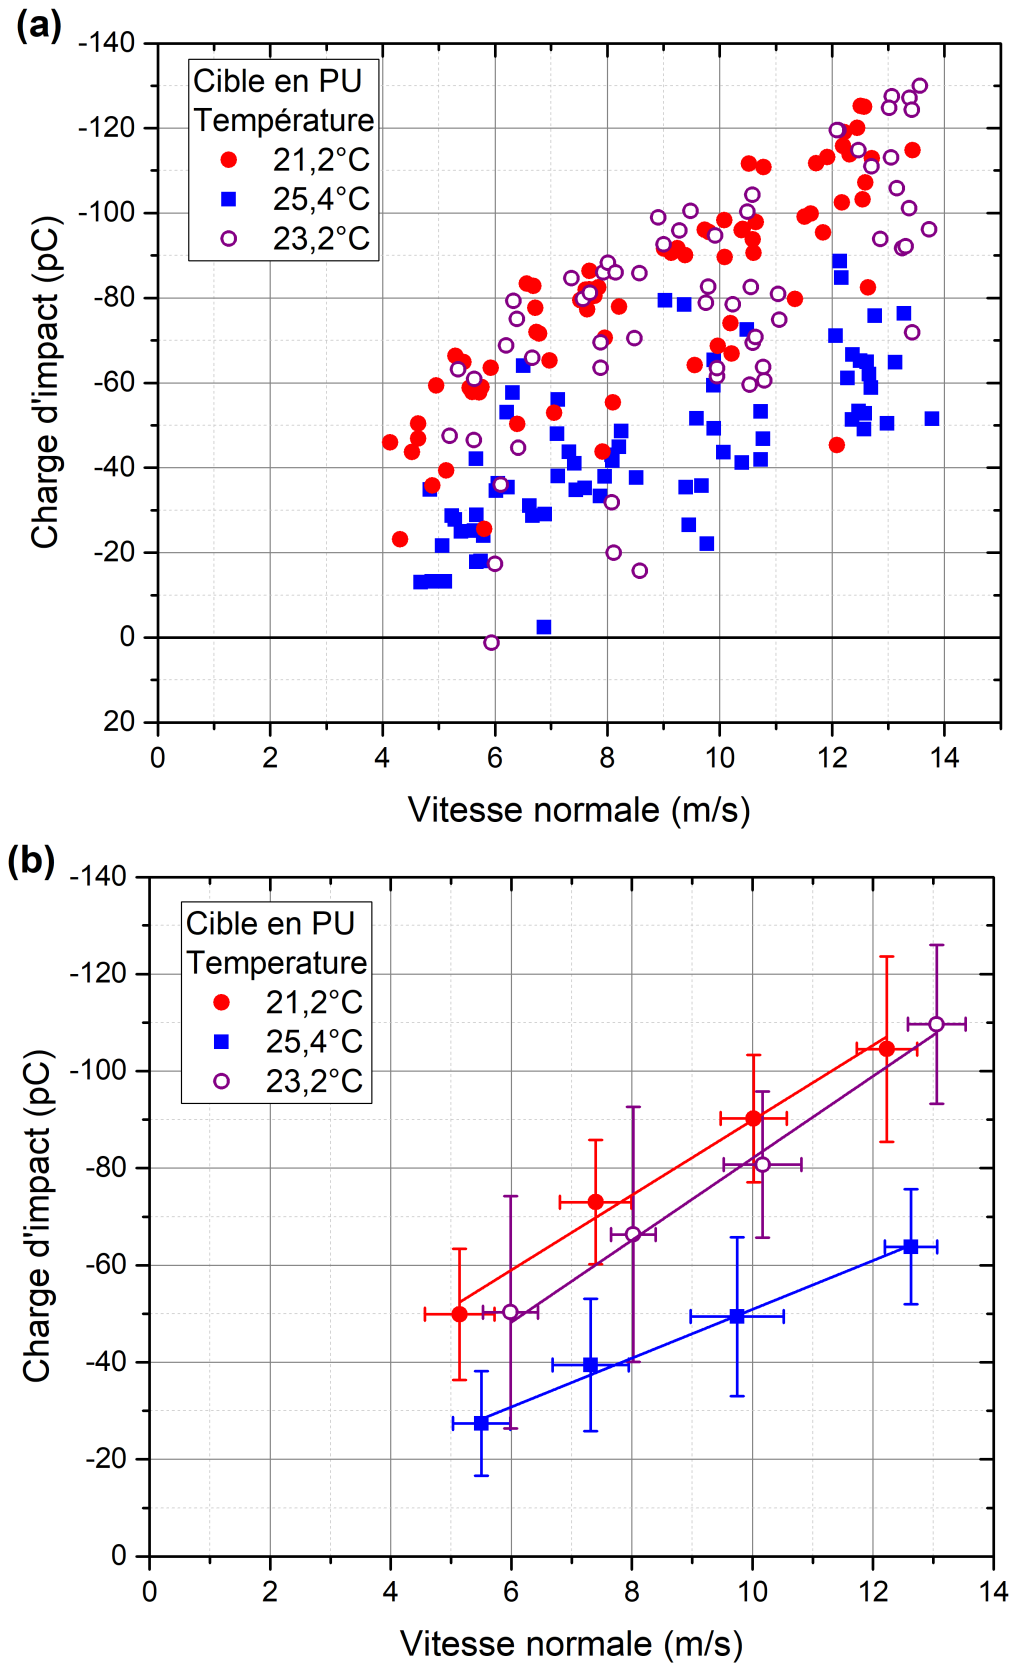 (a)
-140
-120
-100
-80
-60
-40
-20
0
20
Charge d'impact (pC)
Cible en PU
Température
21,2°C
25,4°C
23,2°C
0 2 4 6 8 10 12 14
Vitesse normale (m/s)
(b)
-140
-120
-100
-80
-60
-40
-20
0
Charge d'impact (pC)
Cible en PU
Temperature
21,2°C
25,4°C
23,2°C
0 2 4 6 8 10 12 14
Vitesse normale (m/s)